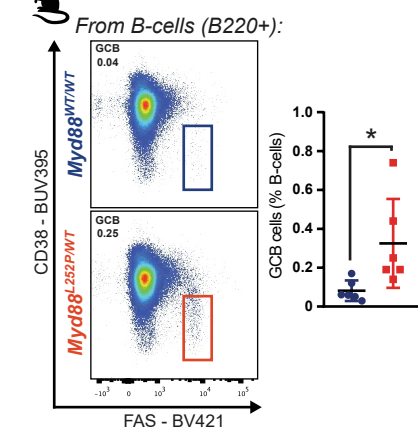 From B-cells (B220+):
GCB
0.04
Myd88WT/WT
GCB
0.25
Myd88L252P/WT
CD38 - BUV395
-10³ 0 10³ 10⁴ 10⁵
FAS - BV421
GCB cells (% B-cells)
1.0
0.8
0.6
0.4
0.2
0
*